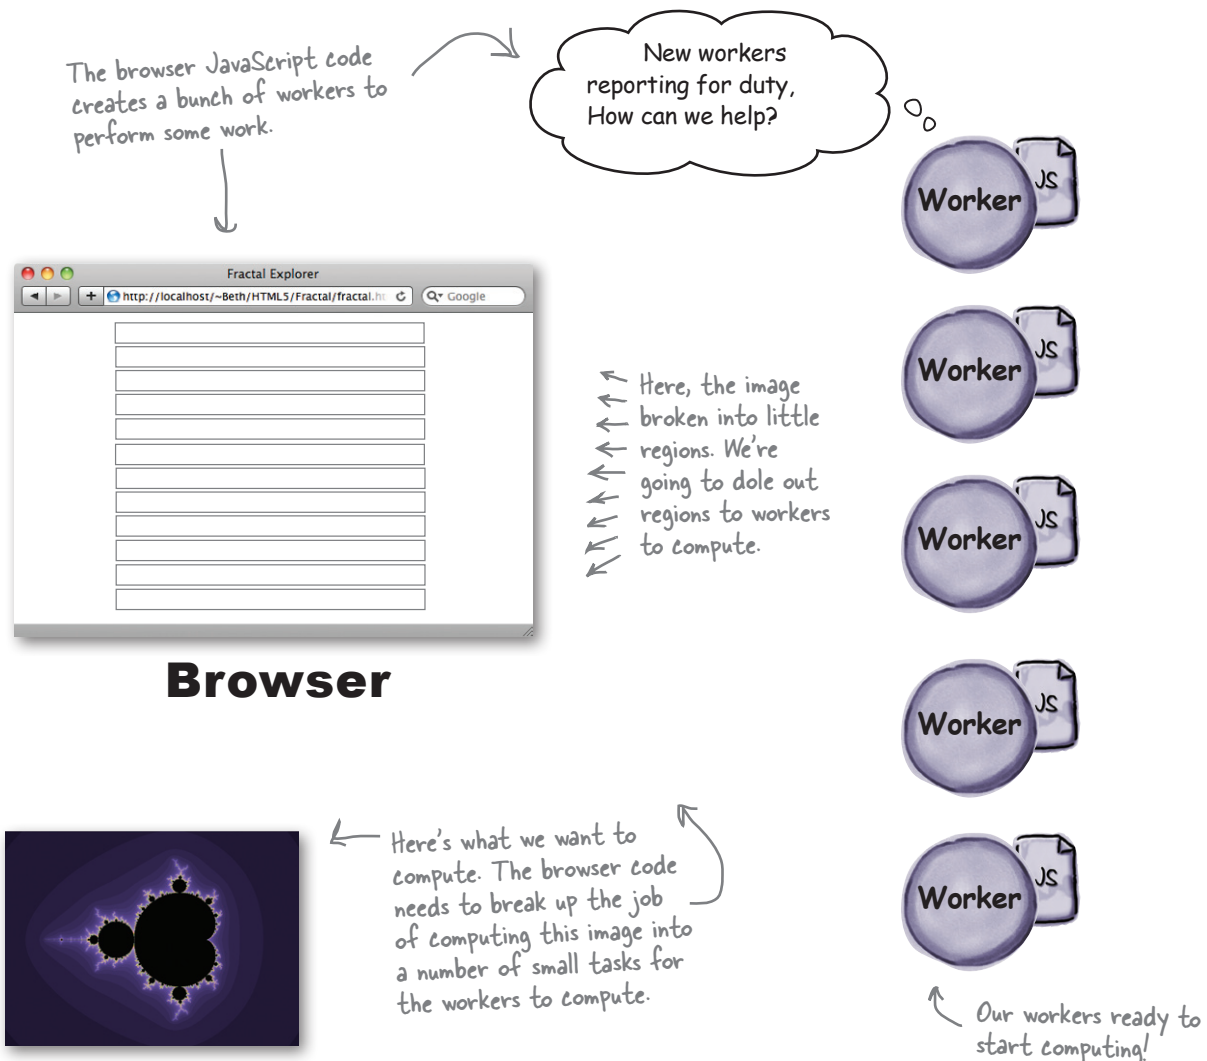 The browser JavaScript code
creates a bunch of workers to
perform some work.
New workers
reporting for duty,
How can we help?
Worker
JS
Fractal Explorer
http://localhost/~Beth/HTML5/Fractal/fractal.ht
Google
Worker
JS
Here, the image
broken into little
regions. We're
going to dole out
regions to workers
to compute.
Worker
JS
Browser
Worker
JS
Here's what we want to
compute. The browser code
needs to break up the job
of computing this image into
a number of small tasks for
the workers to compute.
Worker
JS
Our workers ready to
start computing!